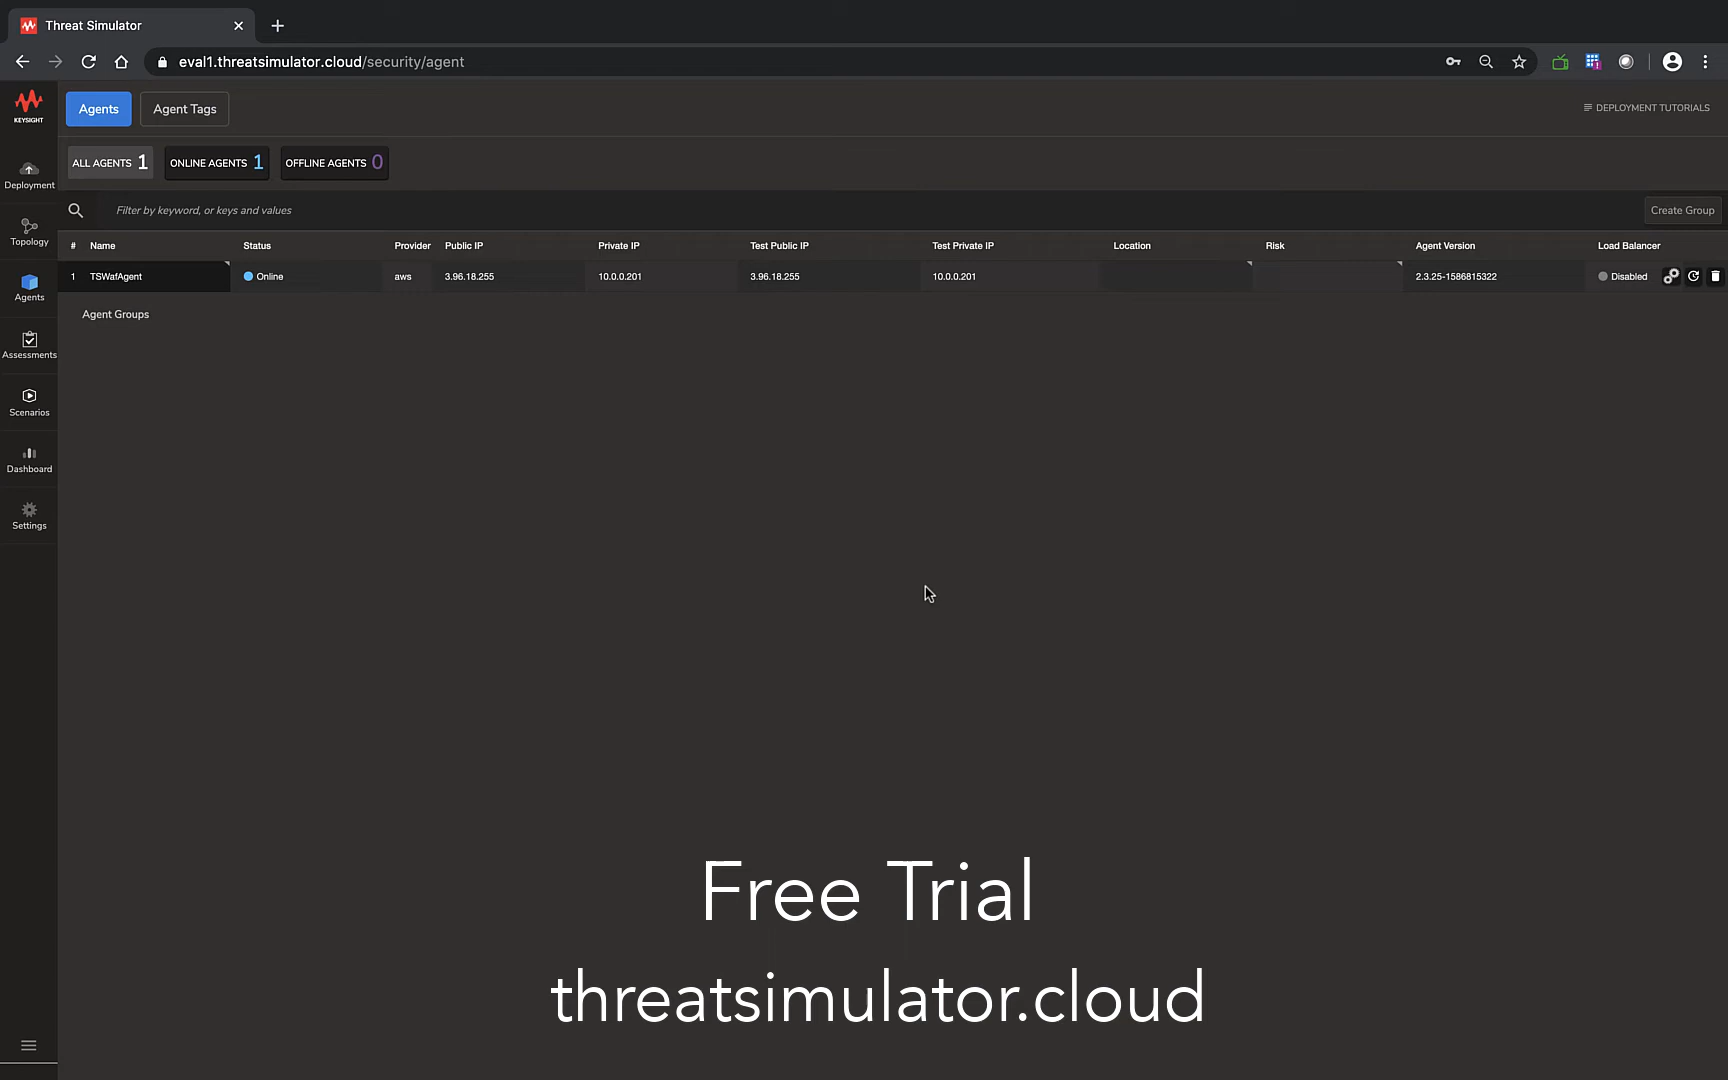 Threat Simulator
eval1.threatsimulator.cloud/security/agent
KEYSIGHT
Agents
Agent Tags
DEPLOYMENT TUTORIALS
ALL AGENTS 1
ONLINE AGENTS 1
OFFLINE AGENTS 0
Deployment
Filter by keyword, or keys and values
Create Group
Topology
# Name Status Provider Public IP Private IP Test Public IP Test Private IP Location Risk Agent Version Load Balancer
1 TSWafAgent Online aws 3.96.18.255 10.0.0.201 3.96.18.255 10.0.0.201 2.3.25-1586815322 Disabled
Agents
Agent Groups
Assessments
Scenarios
Dashboard
Settings
Free Trial
threatsimulator.cloud